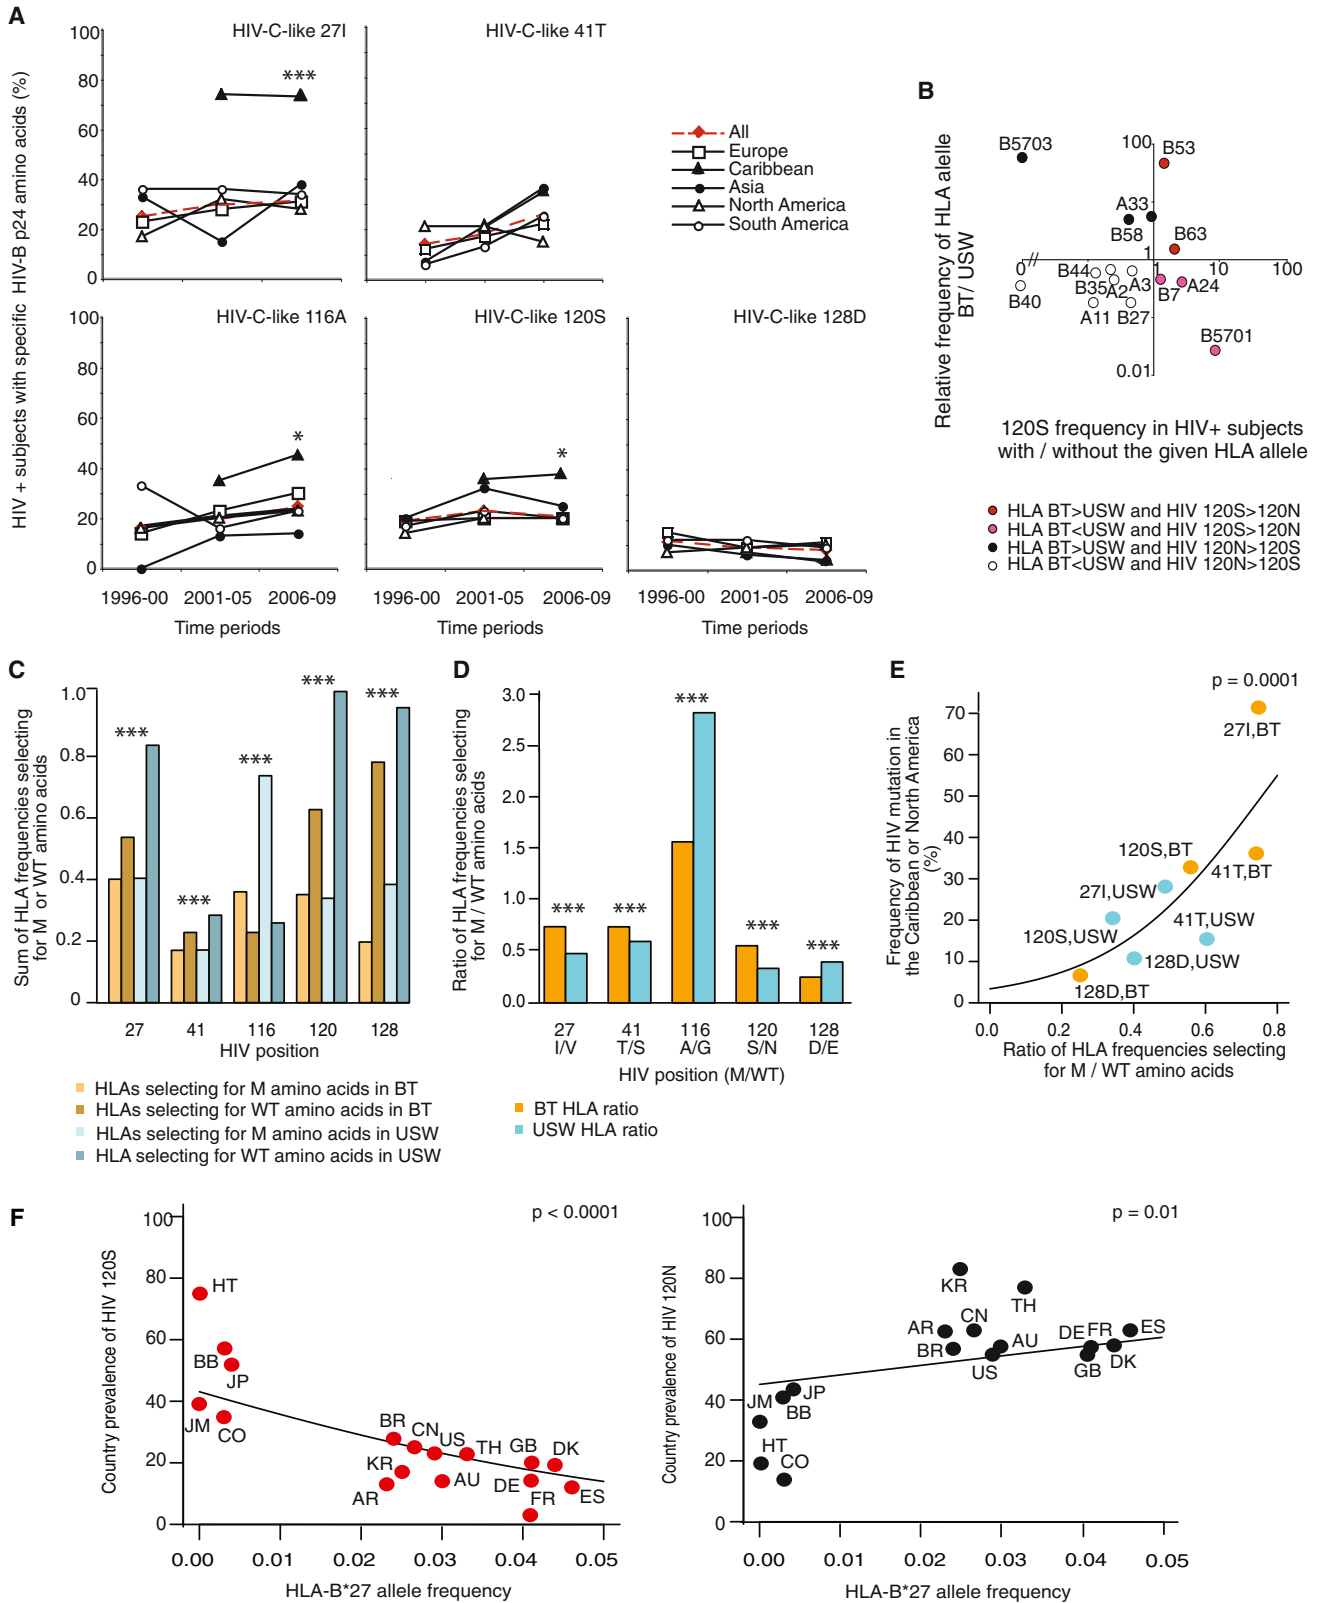 A
HIV + subjects with specific HIV-B p24 amino acids (%)
HIV-C-like 27I
100
80
60
40
20
0
***
HIV-C-like 41T
All
Europe
Caribbean
Asia
North America
South America
HIV-C-like 116A
100
80
60
40
20
0
*
1996-00 2001-05 2006-09
Time periods
HIV-C-like 120S
*
1996-00 2001-05 2006-09
Time periods
HIV-C-like 128D
1996-00 2001-05 2006-09
Time periods
B
Relative frequency of HLA alelle
BT/ USW
100
1
0.01
0
1
10
100
B5703
B53
A33
B58
B63
B44
B40
B35
A2
A3
A11
B27
B7
A24
B5701
120S frequency in HIV+ subjects
with / without the given HLA allele
HLA BT>USW and HIV 120S>120N
HLA BT<USW and HIV 120S>120N
HLA BT>USW and HIV 120N>120S
HLA BT<USW and HIV 120N>120S
C
Sum of HLA frequencies selecting
for M or WT amino acids
1.0
0.8
0.6
0.4
0.2
0
***
***
***
***
***
27 41 116 120 128
HIV position
HLAs selecting for M amino acids in BT
HLAs selecting for WT amino acids in BT
HLAs selecting for M amino acids in USW
HLA selecting for WT amino acids in USW
D
Ratio of HLA frequencies selecting
for M / WT amino acids
3.0
2.5
2.0
1.5
1.0
0.5
0.0
***
***
***
***
***
27 41 116 120 128
I/V T/S A/G S/N D/E
HIV position (M/WT)
BT HLA ratio
USW HLA ratio
E
p = 0.0001
Frequency of HIV mutation in
the Caribbean or North America
(%)
70
60
50
40
30
20
10
0
27I,BT
120S,BT
41T,BT
27I,USW
41T,USW
120S,USW
128D,USW
128D,BT
0.0 0.2 0.4 0.6 0.8
Ratio of HLA frequencies selecting
for M / WT amino acids
F
p < 0.0001
Country prevalence of HIV 120S
100
80
60
40
20
0
HT
BB
JP
JM
CO
BR
CN
US
TH
GB
DK
KR
AR
AU
DE
FR
ES
0.00 0.01 0.02 0.03 0.04 0.05
HLA-B*27 allele frequency
p = 0.01
Country prevalence of HIV 120N
100
80
60
40
20
0
KR
TH
AR
CN
BR
AU
US
DE
FR
ES
GB
DK
JM
JP
BB
HT
CO
0.00 0.01 0.02 0.03 0.04 0.05
HLA-B*27 allele frequency